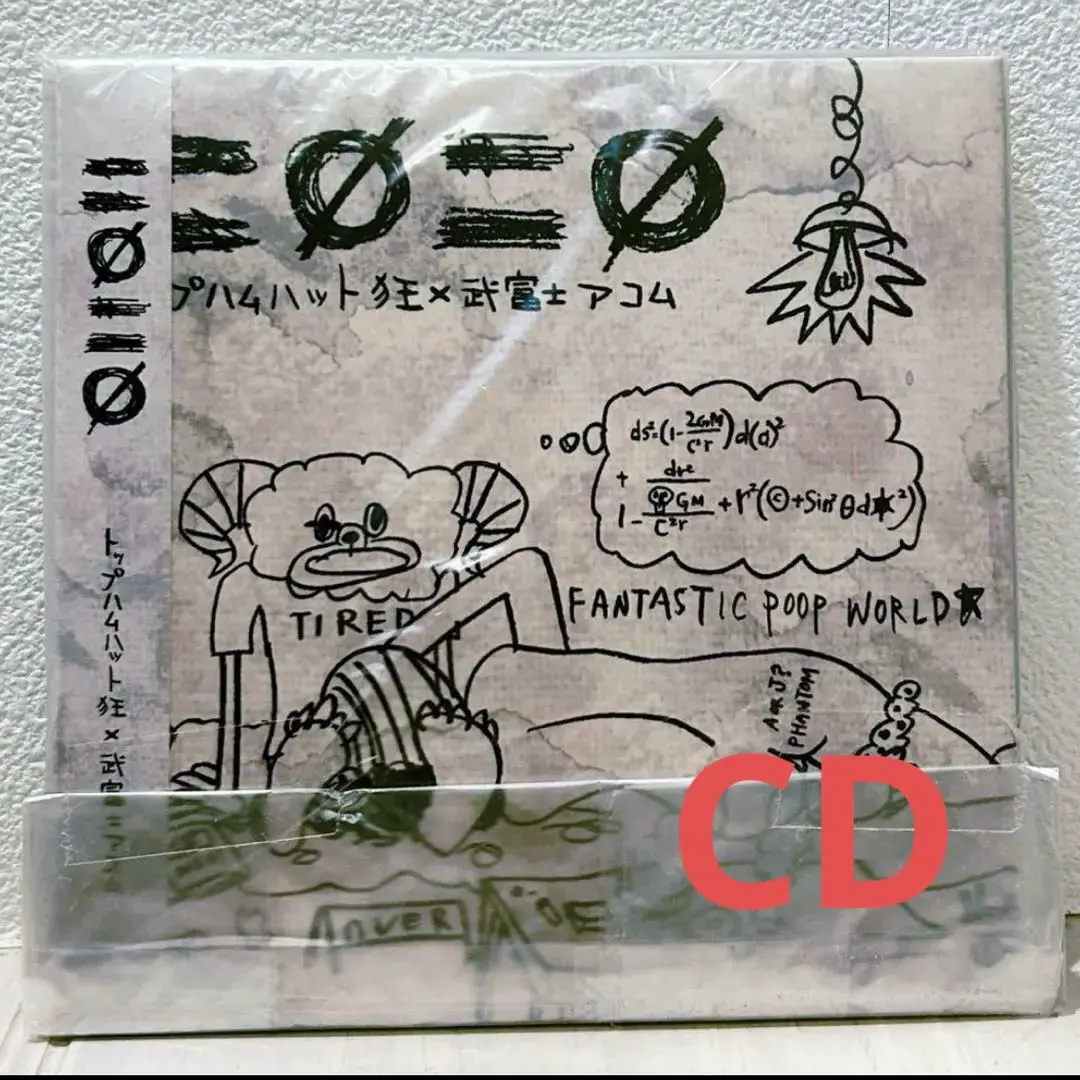 =Ø=Ø
プハムハット狂×武富士アコム
=Ø=Ø
トップハムハット狂×武富士アコム
ds²=(1-2GM/c²r)d(d)²
+
GM
1-
c²r
+r²(©+Sin²θd★²)
FANTASTIC POOP WORLD★
TIRED
A OR J?
PHANTOM
CD